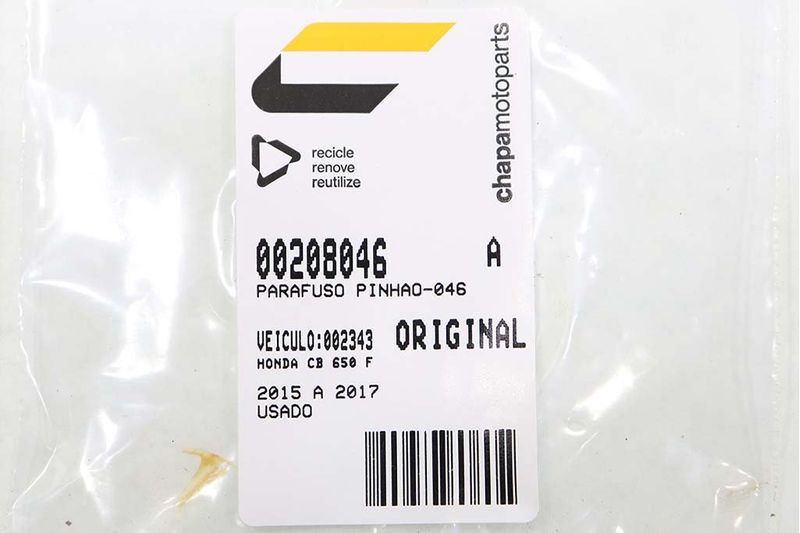 chapamotoparts
recicle
renove
reutilize
00208046 A
PARAFUSO PINHAO-046
VEICULO:002343 ORIGINAL
HONDA CB 650 F
2015 A 2017
USADO